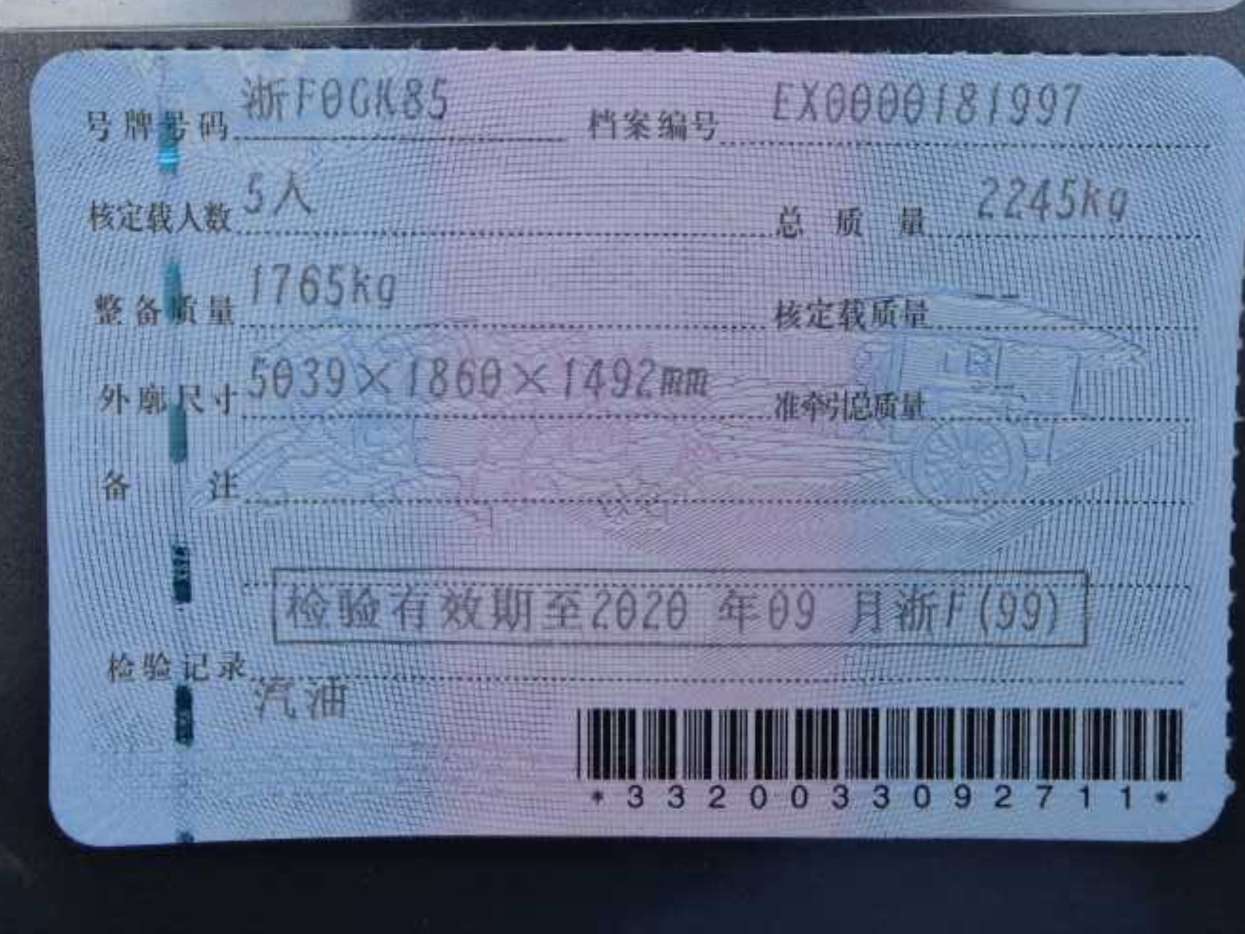 号牌号码 浙F0GK85 档案编号 EX0000181997
核定载人数 5人 总质量 2245kg
整备质量 1765kg 核定载质量
外廓尺寸 5039×1860×1492mm 准牵引总质量
备注
检验有效期至2020 年09 月浙F(99)
检验记录
汽油
*3320033092711*